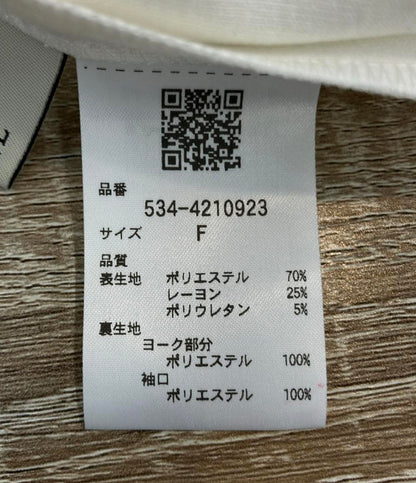 品番
534-4210923
サイズ F
品質
表生地 ポリエステル 70%
レーヨン 25%
ポリウレタン 5%
裏生地
ヨーク部分
ポリエステル 100%
袖口
ポリエステル 100%